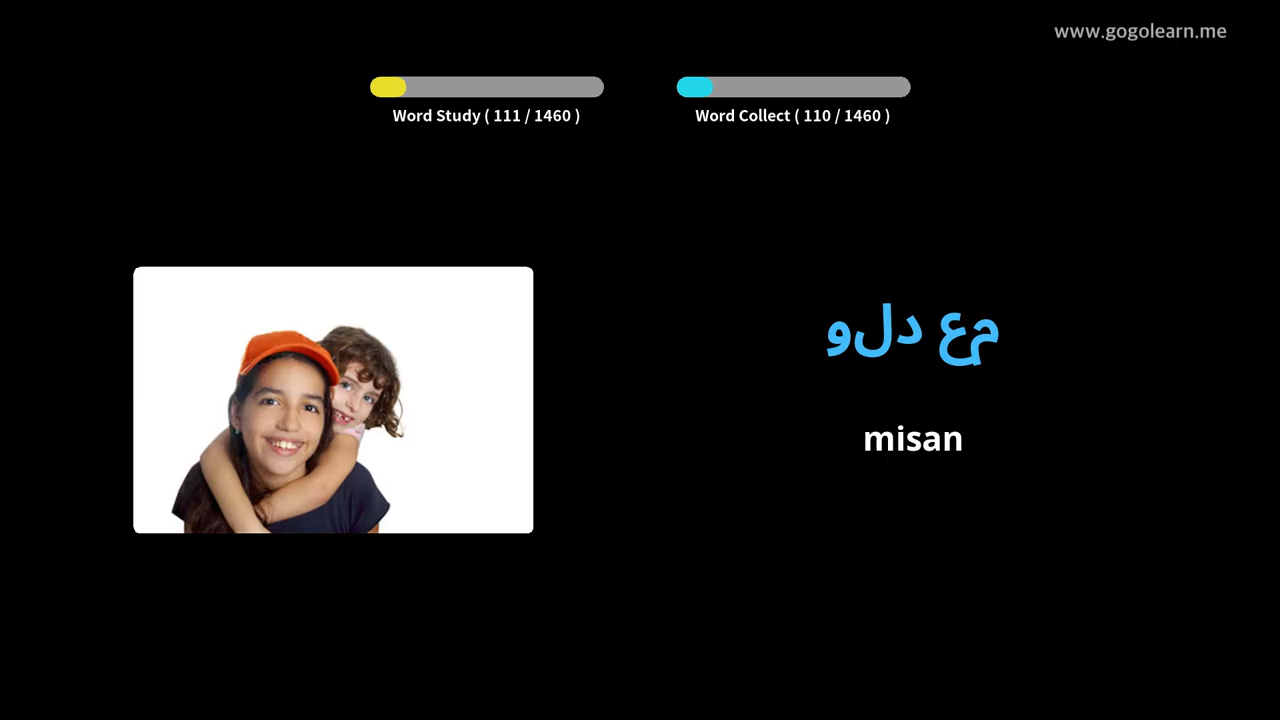 www.gogolearn.me
Word Study ( 111 / 1460 )
Word Collect ( 110 / 1460 )
ولد عم
misan